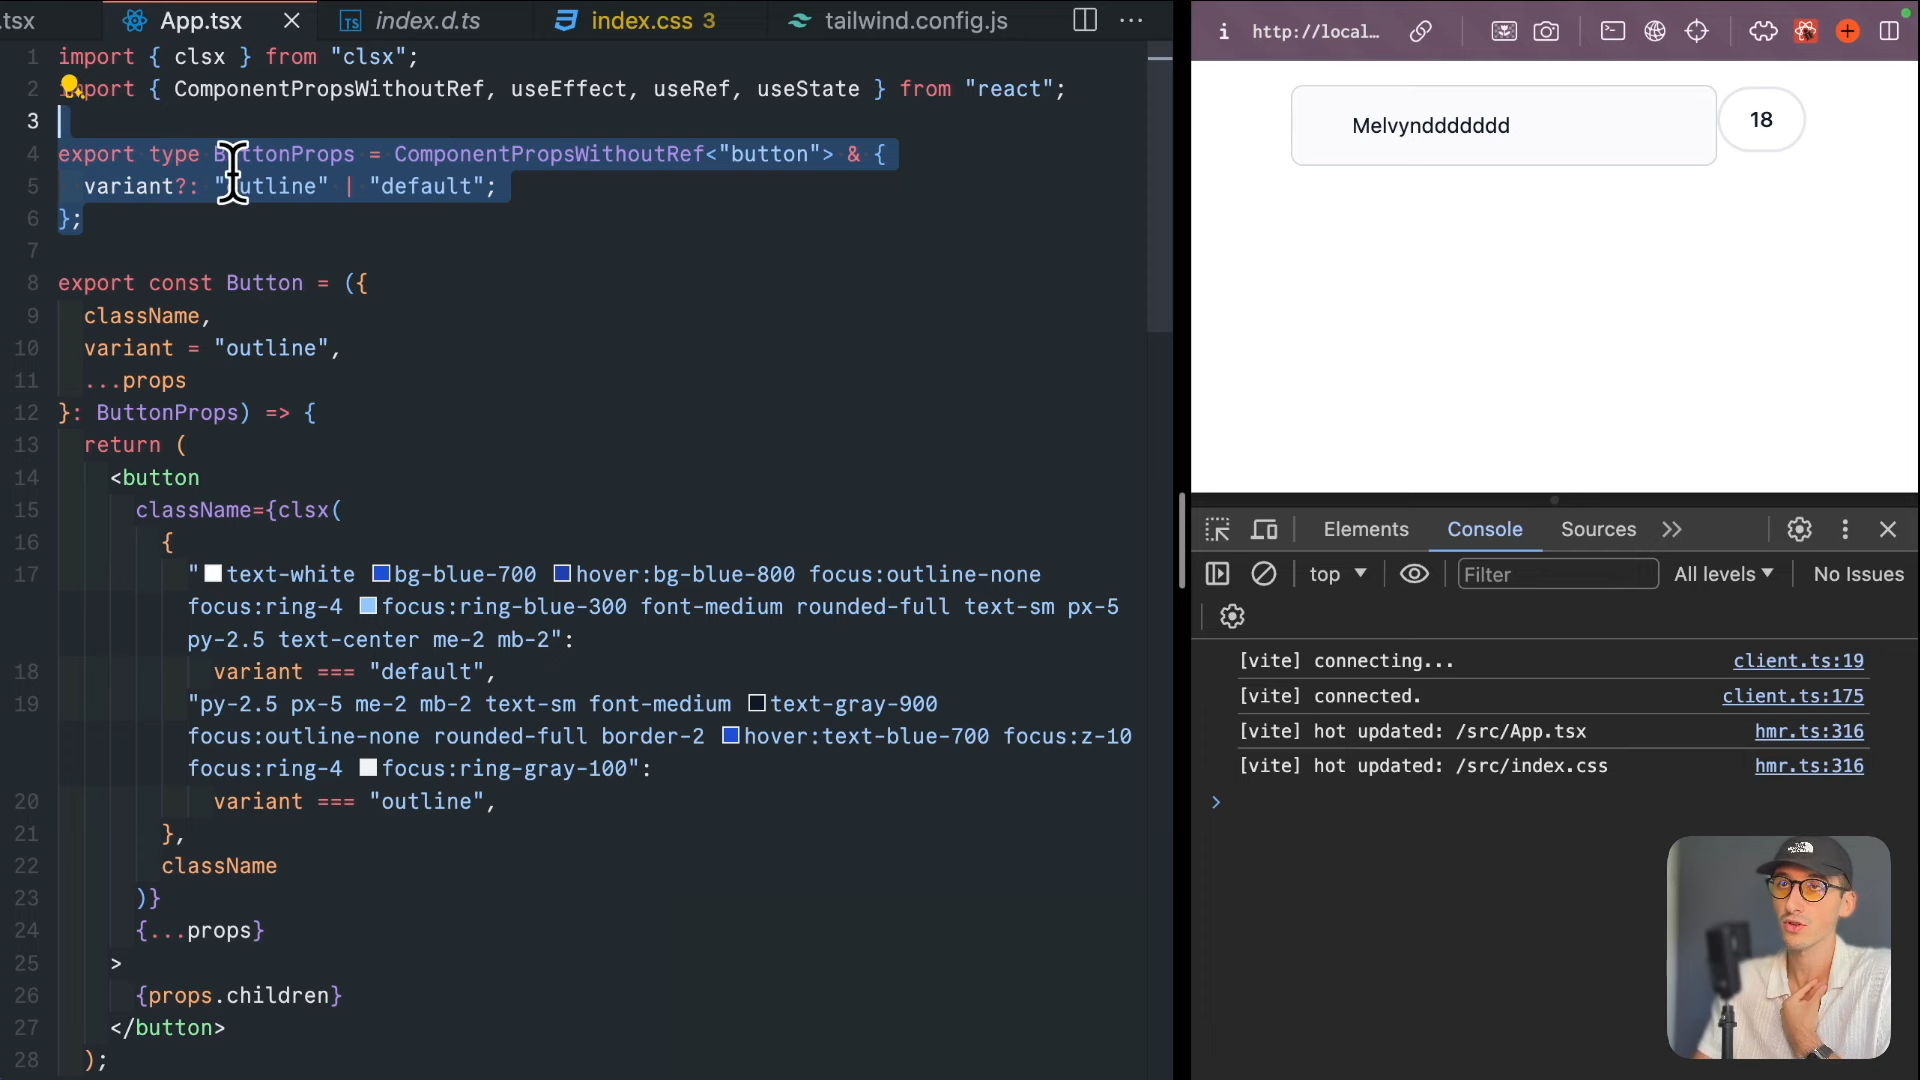 .tsx
App.tsx
TS index.d.ts
index.css 3
tailwind.config.js
1 import { clsx } from "clsx";
2 import { ComponentPropsWithoutRef, useEffect, useRef, useState } from "react";
3
4 export type ButtonProps = ComponentPropsWithoutRef<"button"> & {
5 variant?: "outline" | "default";
6 };
7
8 export const Button = ({
9 className,
10 variant = "outline",
11 ...props
12 }: ButtonProps) => {
13 return (
14 <button
15 className={clsx(
16 {
17 "text-white bg-blue-700 hover:bg-blue-800 focus:outline-none
focus:ring-4 focus:ring-blue-300 font-medium rounded-full text-sm px-5
py-2.5 text-center me-2 mb-2":
18 variant === "default",
19 "py-2.5 px-5 me-2 mb-2 text-sm font-medium text-gray-900
focus:outline-none rounded-full border-2 hover:text-blue-700 focus:z-10
focus:ring-4 focus:ring-gray-100":
20 variant === "outline",
21 },
22 className
23 )}
24 {...props}
25 >
26 {props.children}
27 </button>
28 );
http://local...
Melvynddddddd
18
Elements Console Sources
top Filter All levels No Issues
[vite] connecting... client.ts:19
[vite] connected. client.ts:175
[vite] hot updated: /src/App.tsx hmr.ts:316
[vite] hot updated: /src/index.css hmr.ts:316